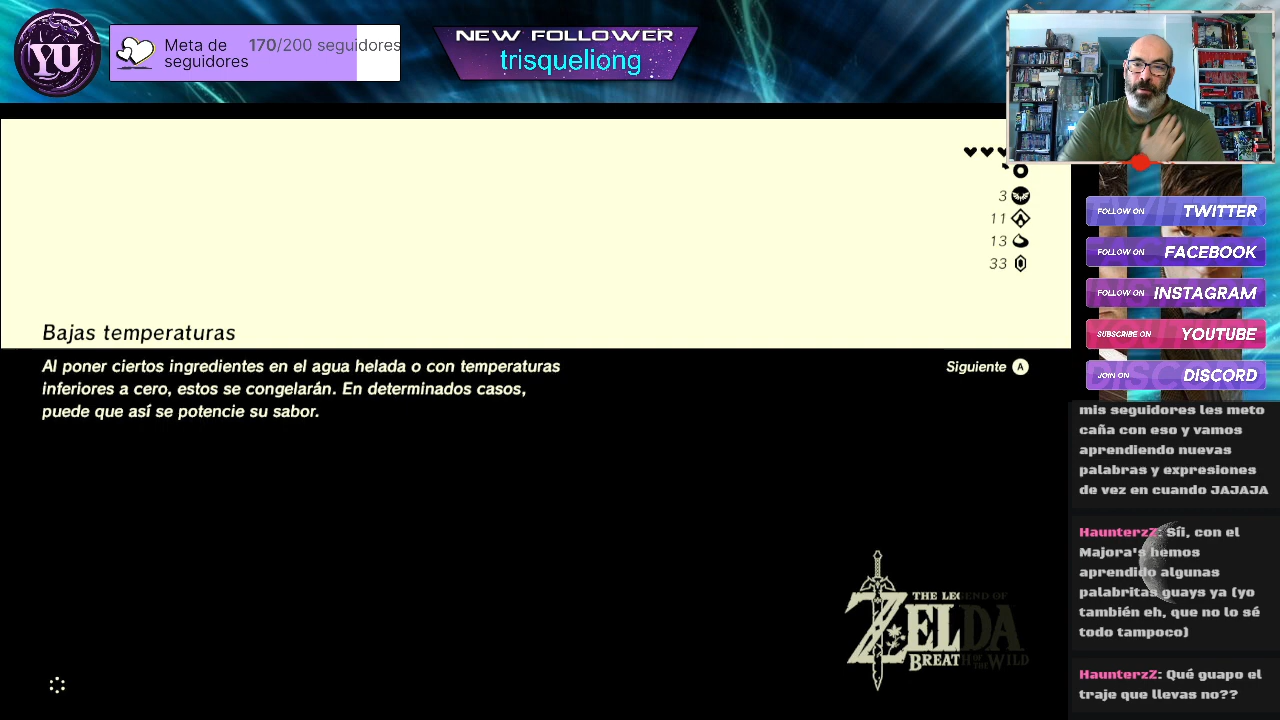 YU
Meta de seguidores
170/200 seguidores
NEW FOLLOWER
trisqueliong
3
11
13
33
Bajas temperaturas
Al poner ciertos ingredientes en el agua helada o con temperaturas
inferiores a cero, estos se congelarán. En determinados casos,
puede que así se potencie su sabor.
Siguiente A
THE LEGEND OF
ZELDA
BREATH OF THE WILD
FOLLOW ON TWITTER
FOLLOW ON FACEBOOK
FOLLOW ON INSTAGRAM
SUBSCRIBE ON YOUTUBE
JOIN ON DISCORD
mis seguidores les meto
caña con eso y vamos
aprendiendo nuevas
palabras y expresiones
de vez en cuando JAJAJA
HaunterzZ: Síi, con el
Majora's hemos
aprendido algunas
palabritas guays ya (yo
también eh, que no lo sé
todo tampoco)
HaunterzZ: Qué guapo el
traje que llevas no??